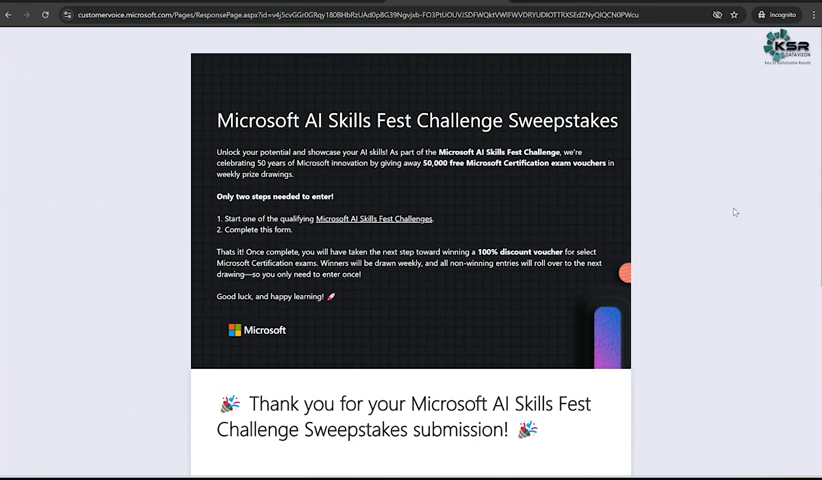 customervoice.microsoft.com/Pages/ResponsePage.aspx?id=
Incognito
KSR
DATAVIZON
Microsoft AI Skills Fest Challenge Sweepstakes
Unlock your potential and showcase your AI skills! As part of the Microsoft AI Skills Fest Challenge, we're
celebrating 50 years of Microsoft innovation by giving away 50,000 free Microsoft Certification exam vouchers in
weekly prize drawings.
Only two steps needed to enter!
1. Start one of the qualifying Microsoft AI Skills Fest Challenges.
2. Complete this form.
Thats it! Once complete, you will have taken the next step toward winning a 100% discount voucher for select
Microsoft Certification exams. Winners will be drawn weekly, and all non-winning entries will roll over to the next
drawing—so you only need to enter once!
Good luck, and happy learning! 🚀
Microsoft
🎉 Thank you for your Microsoft AI Skills Fest
Challenge Sweepstakes submission! 🎉